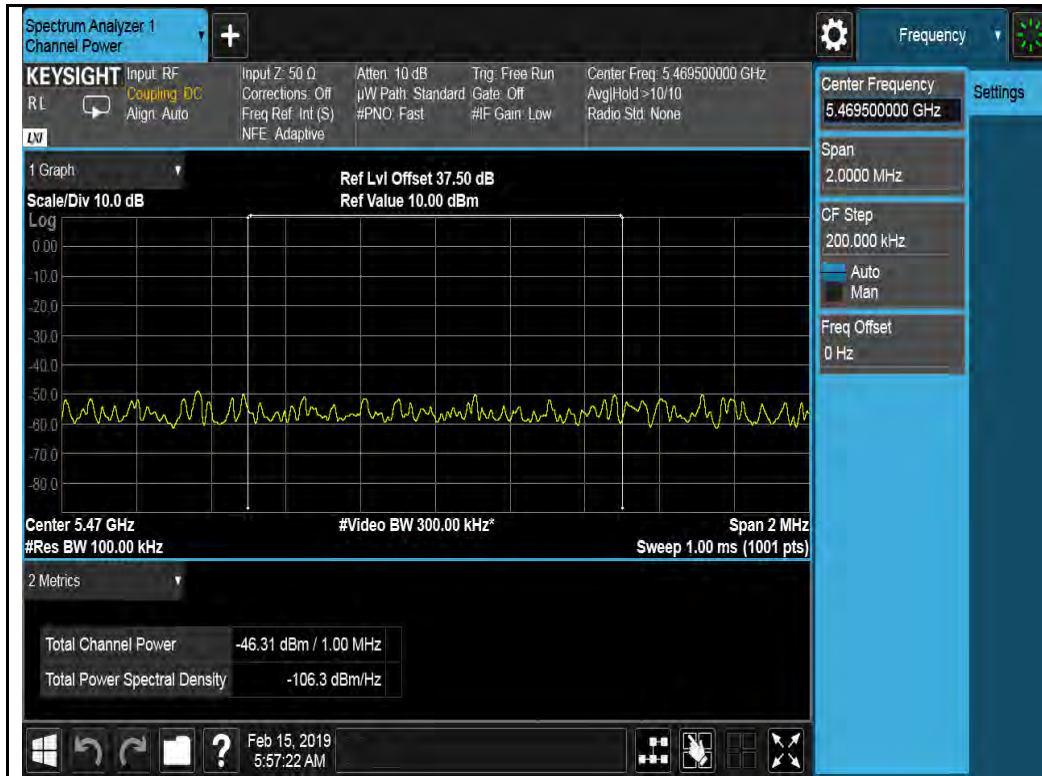 Spectrum Analyzer 1
Channel Power
+
Frequency
KEYSIGHT
RL
LXI
Input: RF
Coupling: DC
Align: Auto
Input Z: 50 Ω
Corrections: Off
Freq Ref: Int (S)
NFE: Adaptive
Atten: 10 dB
µW Path: Standard
#PNO: Fast
Trig: Free Run
Gate: Off
#IF Gain: Low
Center Freq: 5.469500000 GHz
Avg|Hold >10/10
Radio Std: None
Center Frequency
5.469500000 GHz
Settings
Span
2.0000 MHz
CF Step
200.000 kHz
Auto
Man
Freq Offset
0 Hz
1 Graph
Scale/Div 10.0 dB
Ref Lvl Offset 37.50 dB
Ref Value 10.00 dBm
Log
0.00
-10.0
-20.0
-30.0
-40.0
-50.0
-60.0
-70.0
-80.0
Center 5.47 GHz
#Res BW 100.00 kHz
#Video BW 300.00 kHz*
Span 2 MHz
Sweep 1.00 ms (1001 pts)
2 Metrics
Total Channel Power -46.31 dBm / 1.00 MHz
Total Power Spectral Density -106.3 dBm/Hz
?
Feb 15, 2019
5:57:22 AM